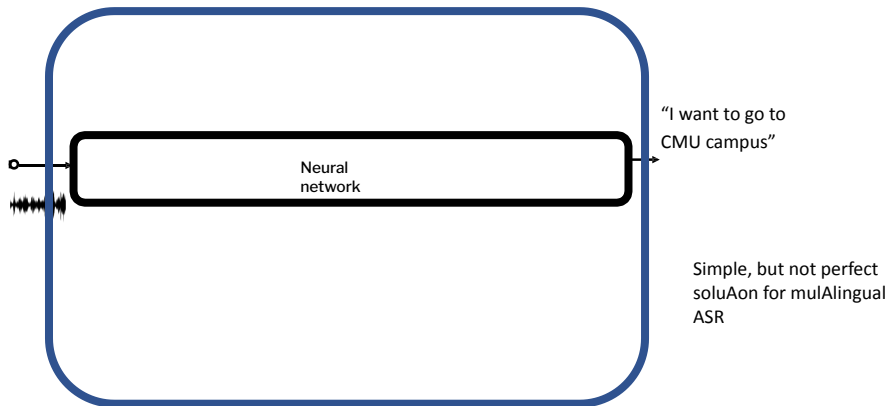 “I want to go to
CMU campus”
Neural
network
Simple, but not perfect
soluAon for mulAlingual
ASR